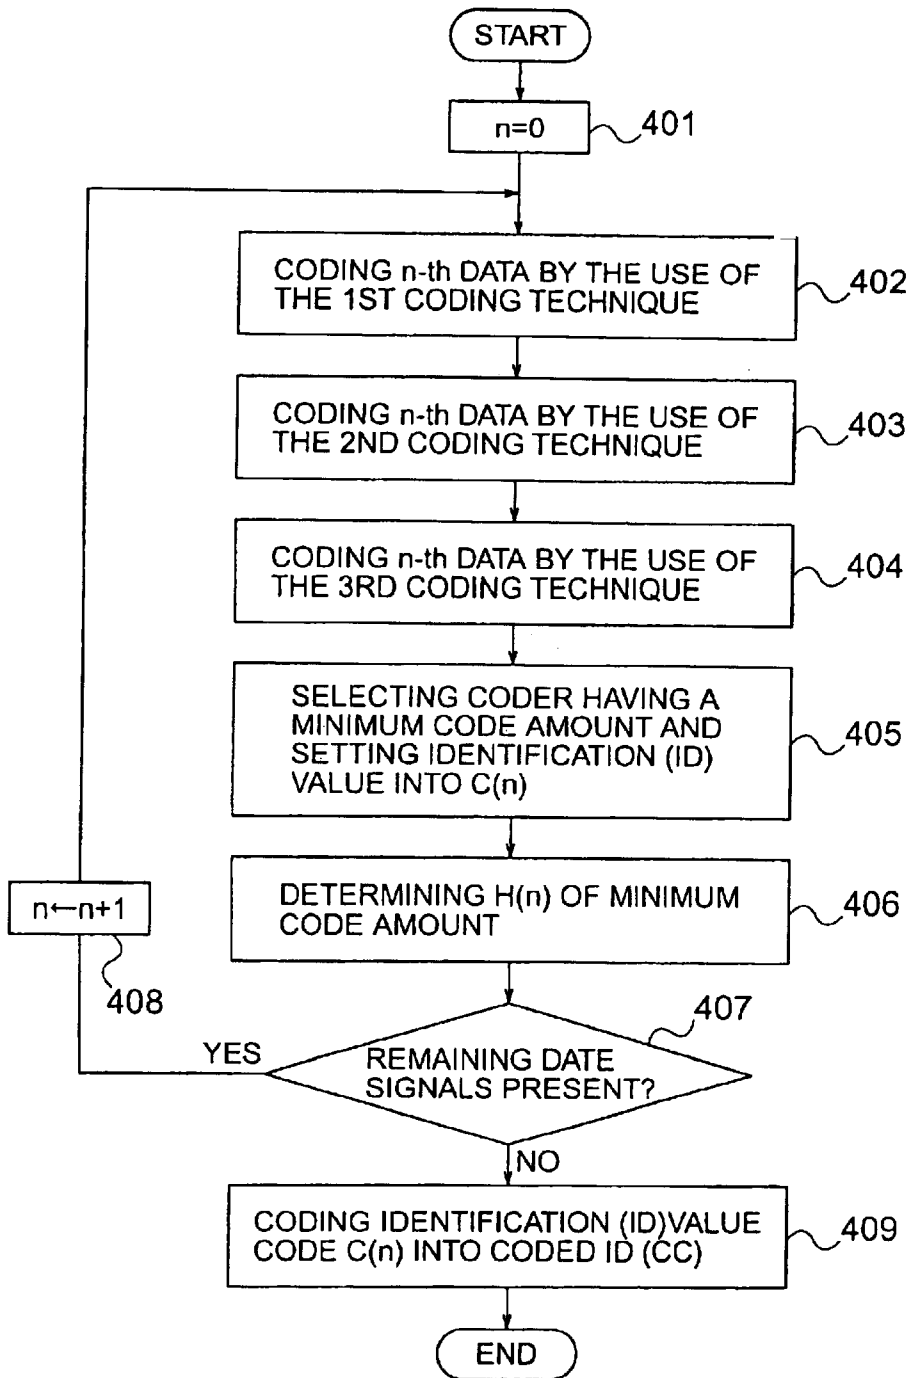 START
n=0
401
CODING n-th DATA BY THE USE OF
THE 1ST CODING TECHNIQUE
402
CODING n-th DATA BY THE USE OF
THE 2ND CODING TECHNIQUE
403
CODING n-th DATA BY THE USE OF
THE 3RD CODING TECHNIQUE
404
SELECTING CODER HAVING A
MINIMUM CODE AMOUNT AND
SETTING IDENTIFICATION (ID)
VALUE INTO C(n)
405
DETERMINING H(n) OF MINIMUM
CODE AMOUNT
406
n←n+1
408
407
YES
REMAINING DATE
SIGNALS PRESENT?
NO
CODING IDENTIFICATION (ID)VALUE
CODE C(n) INTO CODED ID (CC)
409
END